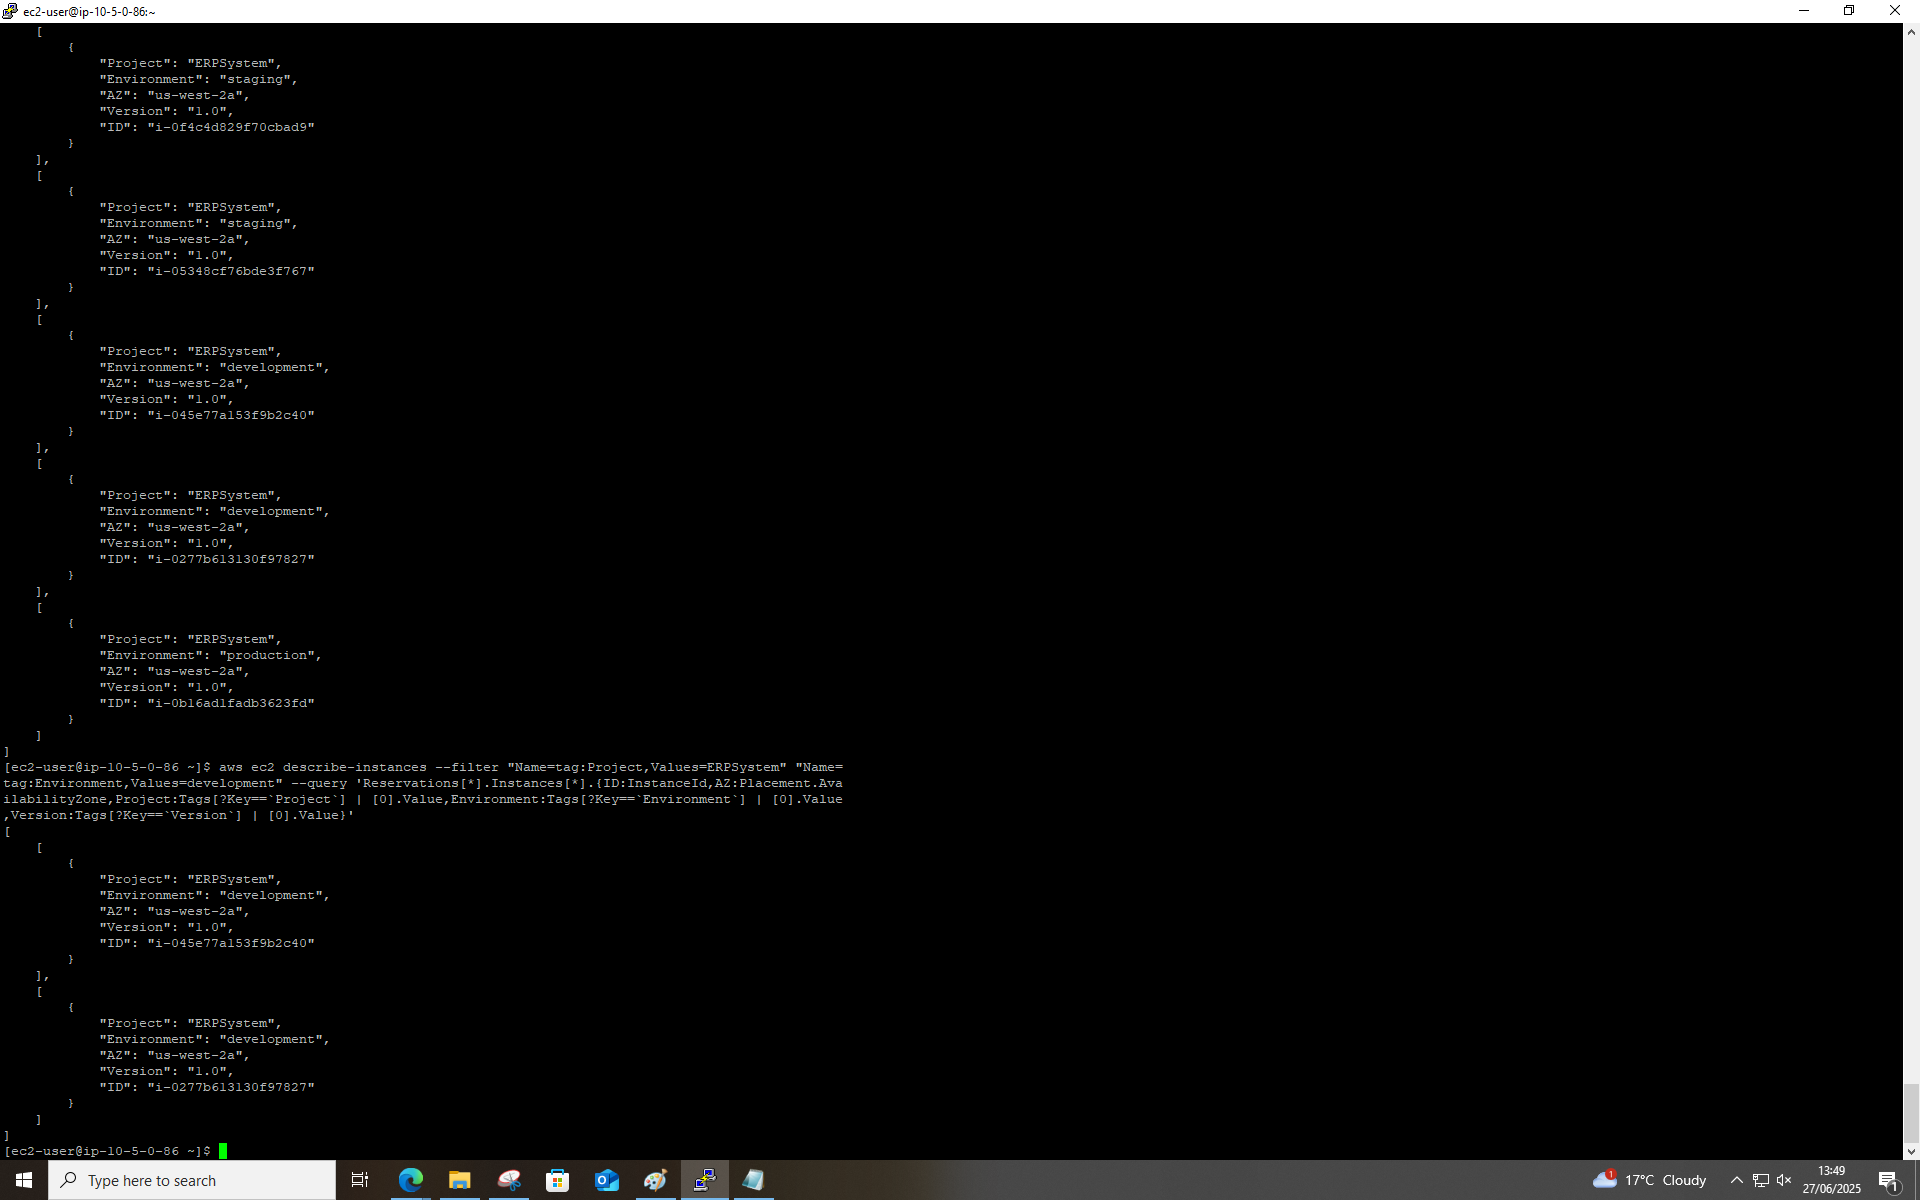 ec2-user@ip-10-5-0-86:~
[
{
"Project": "ERPSystem",
"Environment": "staging",
"AZ": "us-west-2a",
"Version": "1.0",
"ID": "i-0f4c4d829f70cbad9"
}
],
[
{
"Project": "ERPSystem",
"Environment": "staging",
"AZ": "us-west-2a",
"Version": "1.0",
"ID": "i-05348cf76bde3f767"
}
],
[
{
"Project": "ERPSystem",
"Environment": "development",
"AZ": "us-west-2a",
"Version": "1.0",
"ID": "i-045e77a153f9b2c40"
}
],
[
{
"Project": "ERPSystem",
"Environment": "development",
"AZ": "us-west-2a",
"Version": "1.0",
"ID": "i-0277b613130f97827"
}
],
[
{
"Project": "ERPSystem",
"Environment": "production",
"AZ": "us-west-2a",
"Version": "1.0",
"ID": "i-0b16ad1fadb3623fd"
}
]
]
[ec2-user@ip-10-5-0-86 ~]$ aws ec2 describe-instances --filter "Name=tag:Project,Values=ERPSystem" "Name=
tag:Environment,Values=development" --query 'Reservations[*].Instances[*].{ID:InstanceId,AZ:Placement.Ava
ilabilityZone,Project:Tags[?Key==`Project`] | [0].Value,Environment:Tags[?Key==`Environment`] | [0].Value
,Version:Tags[?Key==`Version`] | [0].Value}'
[
[
{
"Project": "ERPSystem",
"Environment": "development",
"AZ": "us-west-2a",
"Version": "1.0",
"ID": "i-045e77a153f9b2c40"
}
],
[
{
"Project": "ERPSystem",
"Environment": "development",
"AZ": "us-west-2a",
"Version": "1.0",
"ID": "i-0277b613130f97827"
}
]
]
[ec2-user@ip-10-5-0-86 ~]$
Type here to search
1
17°C Cloudy
13:49
27/06/2025
1